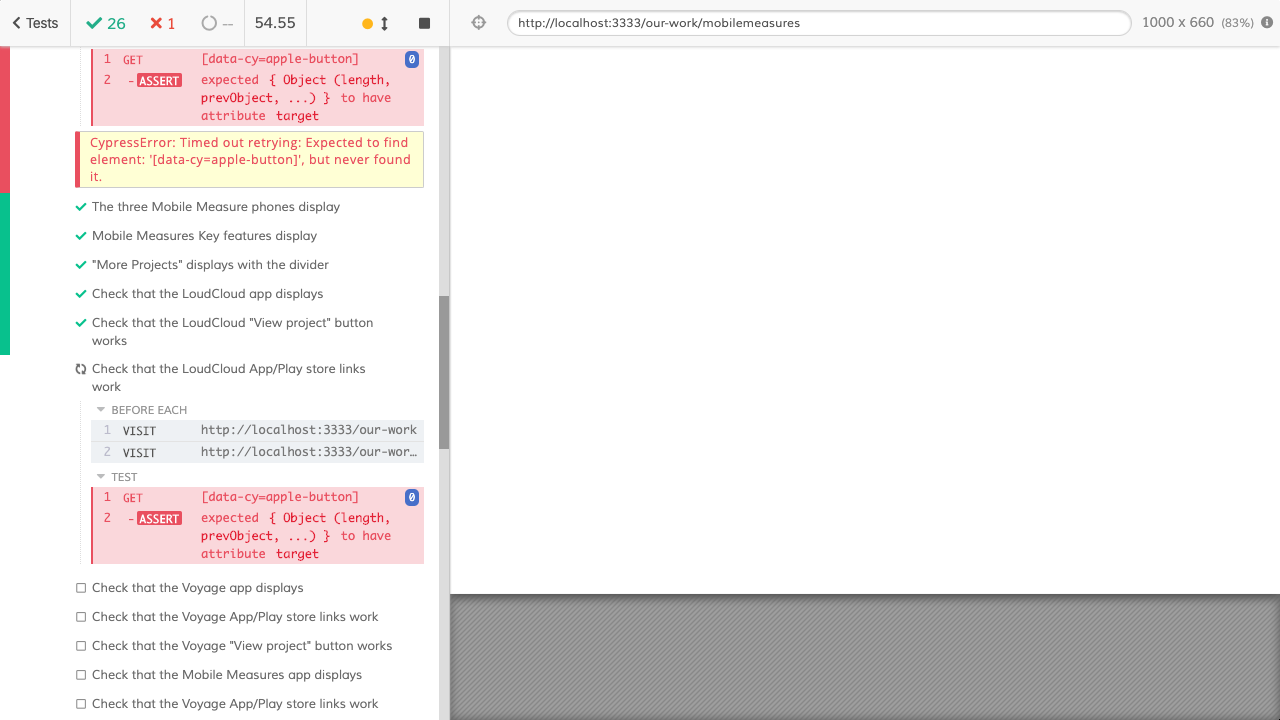 Tests 26 1 -- 54.55 http://localhost:3333/our-work/mobilemeasures 1000 x 660 (83%)
1 GET [data-cy=apple-button] 0
2 -ASSERT expected { Object (length,
prevObject, ...) } to have
attribute target
CypressError: Timed out retrying: Expected to find
element: '[data-cy=apple-button]', but never found
it.
The three Mobile Measure phones display
Mobile Measures Key features display
"More Projects" displays with the divider
Check that the LoudCloud app displays
Check that the LoudCloud "View project" button
works
Check that the LoudCloud App/Play store links
work
BEFORE EACH
1 VISIT http://localhost:3333/our-work
2 VISIT http://localhost:3333/our-wor…
TEST
1 GET [data-cy=apple-button] 0
2 -ASSERT expected { Object (length,
prevObject, ...) } to have
attribute target
Check that the Voyage app displays
Check that the Voyage App/Play store links work
Check that the Voyage "View project" button works
Check that the Mobile Measures app displays
Check that the Voyage App/Play store links work